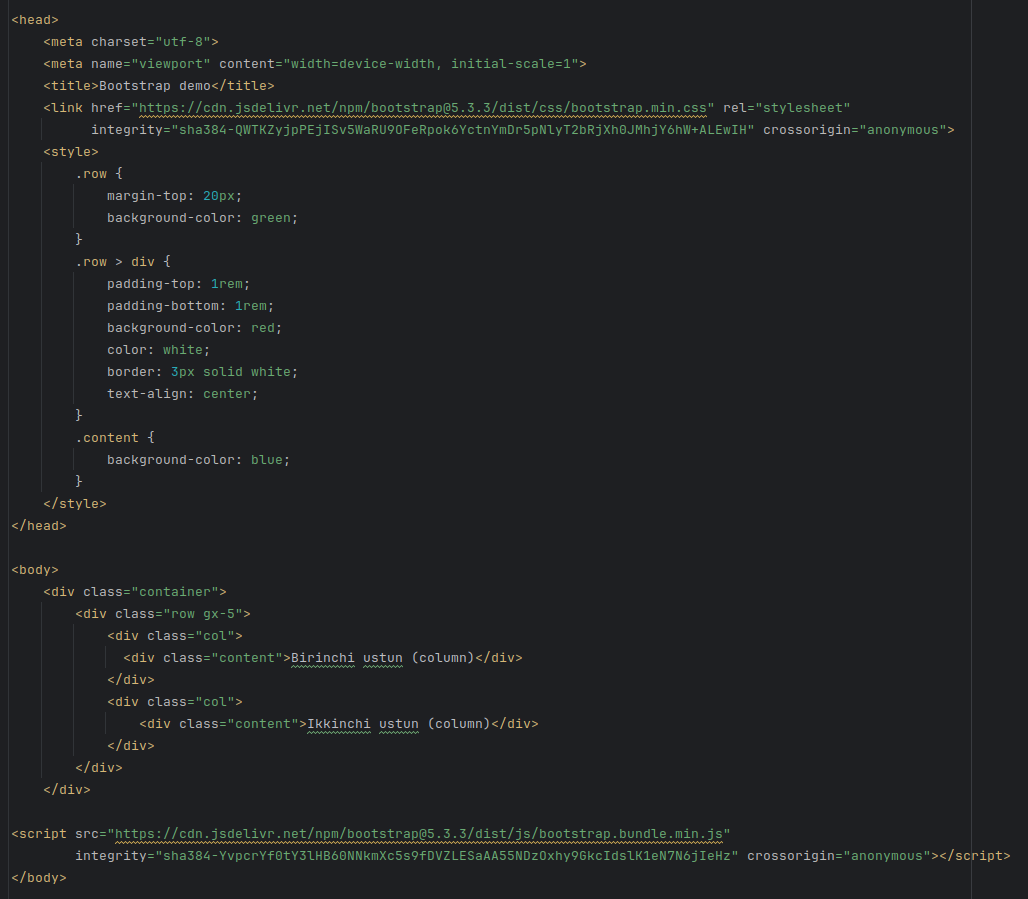 <head>
<meta charset="utf-8">
<meta name="viewport" content="width=device-width, initial-scale=1">
<title>Bootstrap demo</title>
<link href="https://cdn.jsdelivr.net/npm/bootstrap@5.3.3/dist/css/bootstrap.min.css" rel="stylesheet"
integrity="sha384-QWTKZyjpPEjISv5WaRU9OFeRpok6YctnYmDr5pNlyT2bRjXh0JMhjY6hW+ALEwIH" crossorigin="anonymous">
<style>
.row {
margin-top: 20px;
background-color: green;
}
.row > div {
padding-top: 1rem;
padding-bottom: 1rem;
background-color: red;
color: white;
border: 3px solid white;
text-align: center;
}
.content {
background-color: blue;
}
</style>
</head>
<body>
<div class="container">
<div class="row gx-5">
<div class="col">
<div class="content">Birinchi ustun (column)</div>
</div>
<div class="col">
<div class="content">Ikkinchi ustun (column)</div>
</div>
</div>
</div>
<script src="https://cdn.jsdelivr.net/npm/bootstrap@5.3.3/dist/js/bootstrap.bundle.min.js"
integrity="sha384-YvpcrYf0tY3lHB60NNkmXc5s9fDVZLESaAA55NDzOxhy9GkcIdslK1eN7N6jIeHz" crossorigin="anonymous"></script>
</body>